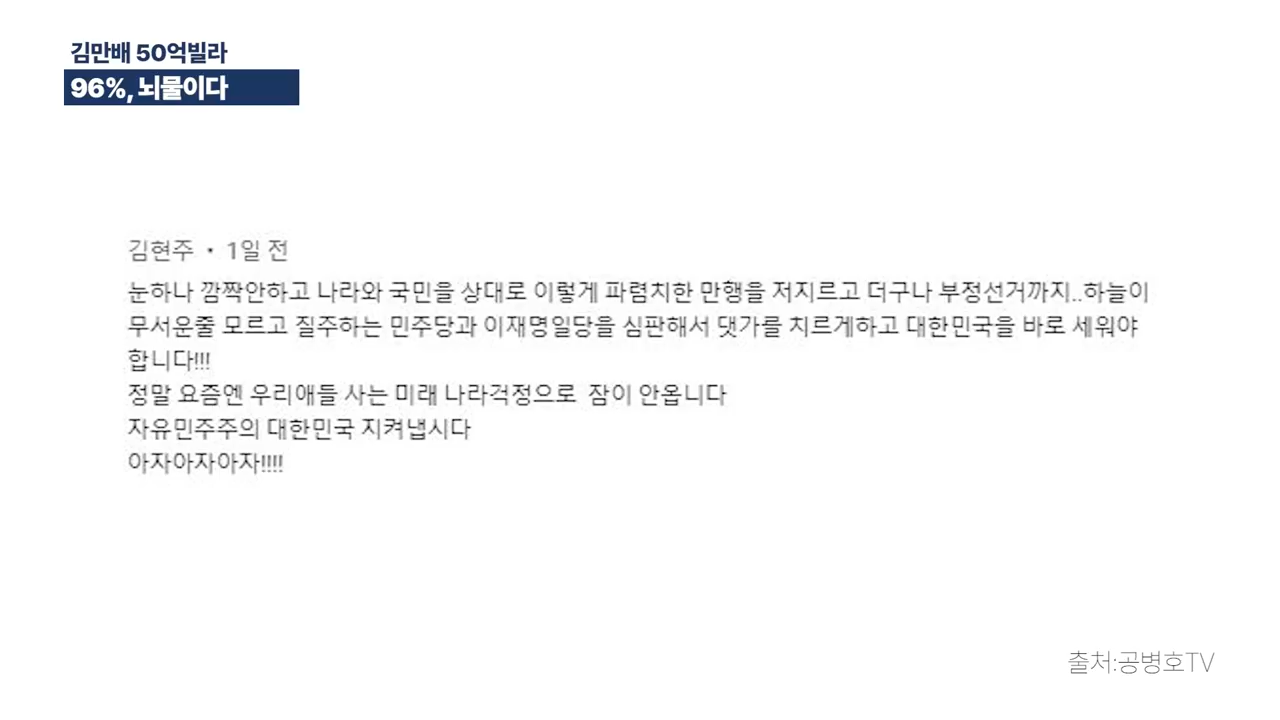 김만배 50억빌라
96%, 뇌물이다
김현주 • 1일 전
눈하나 깜짝안하고 나라와 국민을 상대로 이렇게 파렴치한 만행을 저지르고 더구나 부정선거까지..하늘이
무서운줄 모르고 질주하는 민주당과 이재명일당을 심판해서 댓가를 치르게하고 대한민국을 바로 세워야
합니다!!!
정말 요즘엔 우리애들 사는 미래 나라걱정으로 잠이 안옵니다
자유민주주의 대한민국 지켜냅시다
아자아자아자!!!!
출처:공병호TV